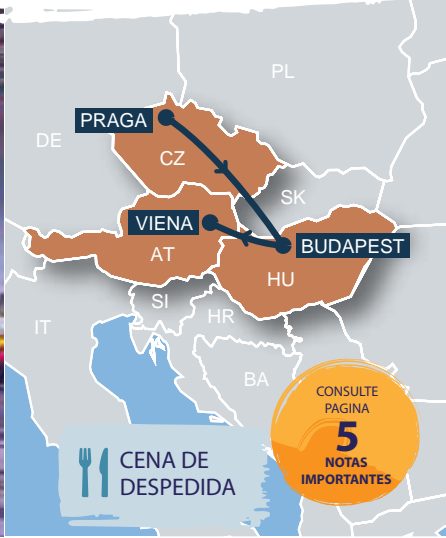 PL
PRAGA
DE
CZ
SK
VIENA
BUDAPEST
AT
HU
SI
HR
IT
BA
CONSULTE
PAGINA
5
NOTAS
IMPORTANTES
CENA DE
DESPEDIDA